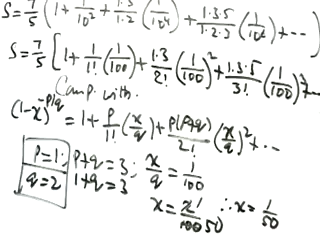 S = 7/5 (1 + 1/10² + 1.3/1.2 (1/10⁴) + 1.3.5/1.2.3 (1/10⁶) + ---
S = 7/5 [1 + 1/1! (1/100) + 1.3/2! (1/100)² + 1.3.5/3! (1/100)³ ---
Comp. with.
(1-x)^(-p/q) = 1 + p/1! (x/q) + p(p+q)/2! (x/q)² + ---
p=1; p+q=3; x/q = 1/100
q=2 1+q=3
x = 2/100 50 ∴ x = 1/50